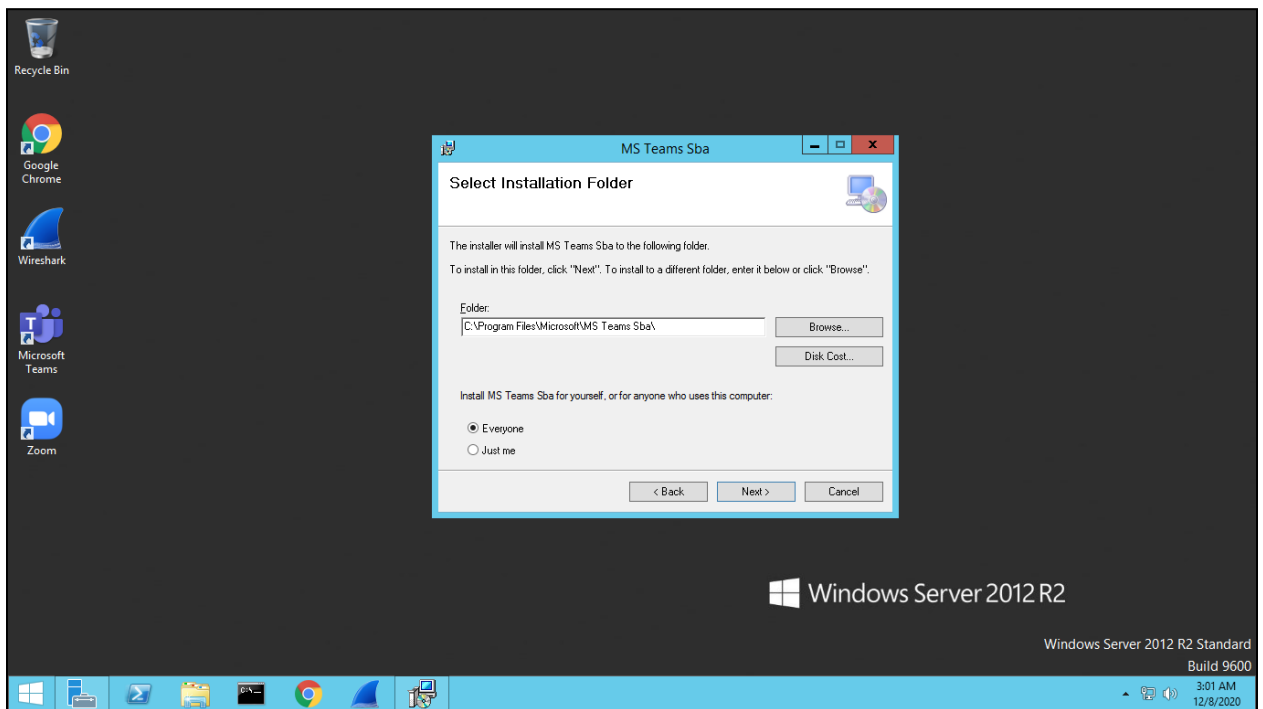 Recycle Bin
Google
Chrome
Wireshark
Microsoft
Teams
Zoom
MS Teams Sba
Select Installation Folder
The installer will install MS Teams Sba to the following folder.
To install in this folder, click "Next". To install to a different folder, enter it below or click "Browse".
Folder:
C:\Program Files\Microsoft\MS Teams Sba\
Browse...
Disk Cost...
Install MS Teams Sba for yourself, or for anyone who uses this computer:
Everyone
Just me
< Back
Next >
Cancel
Windows Server 2012 R2
Windows Server 2012 R2 Standard
Build 9600
3:01 AM
12/8/2020